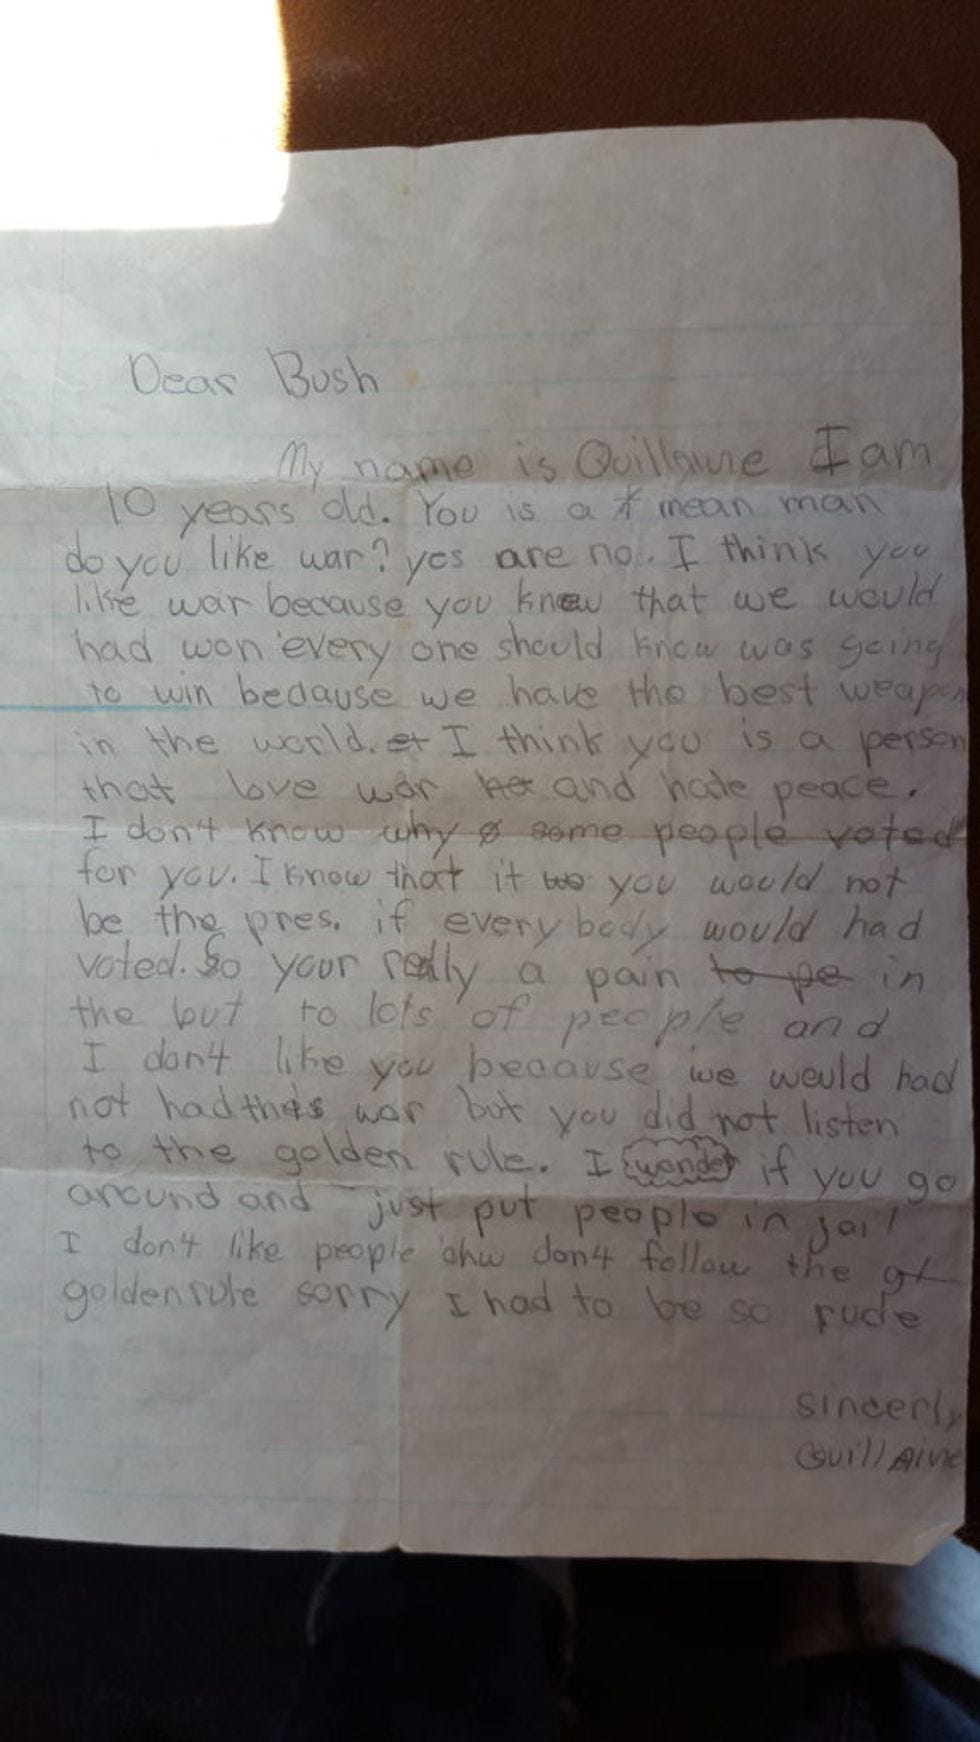 Dear Bush
My name is Quillaine I am
10 years old. You is a mean man
do you like war? yes are no. I think you
like war because you knew that we would
had won every one should know was going
to win bedause we have the best weapon
in the world. I think you is a person
that love war and hate peace.
I don't know why some people voted
for you. I know that it you would not
be the pres. if every body would had
voted. So your really a pain to pe in
the but to lots of people and
I don't like you because we would had
not had this war but you did not listen
to the golden rule. I wonder if you go
around and just put people in jail
I don't like people ohw don't follow the
goldenrule sorry I had to be so rude
sincerly
Quillaine